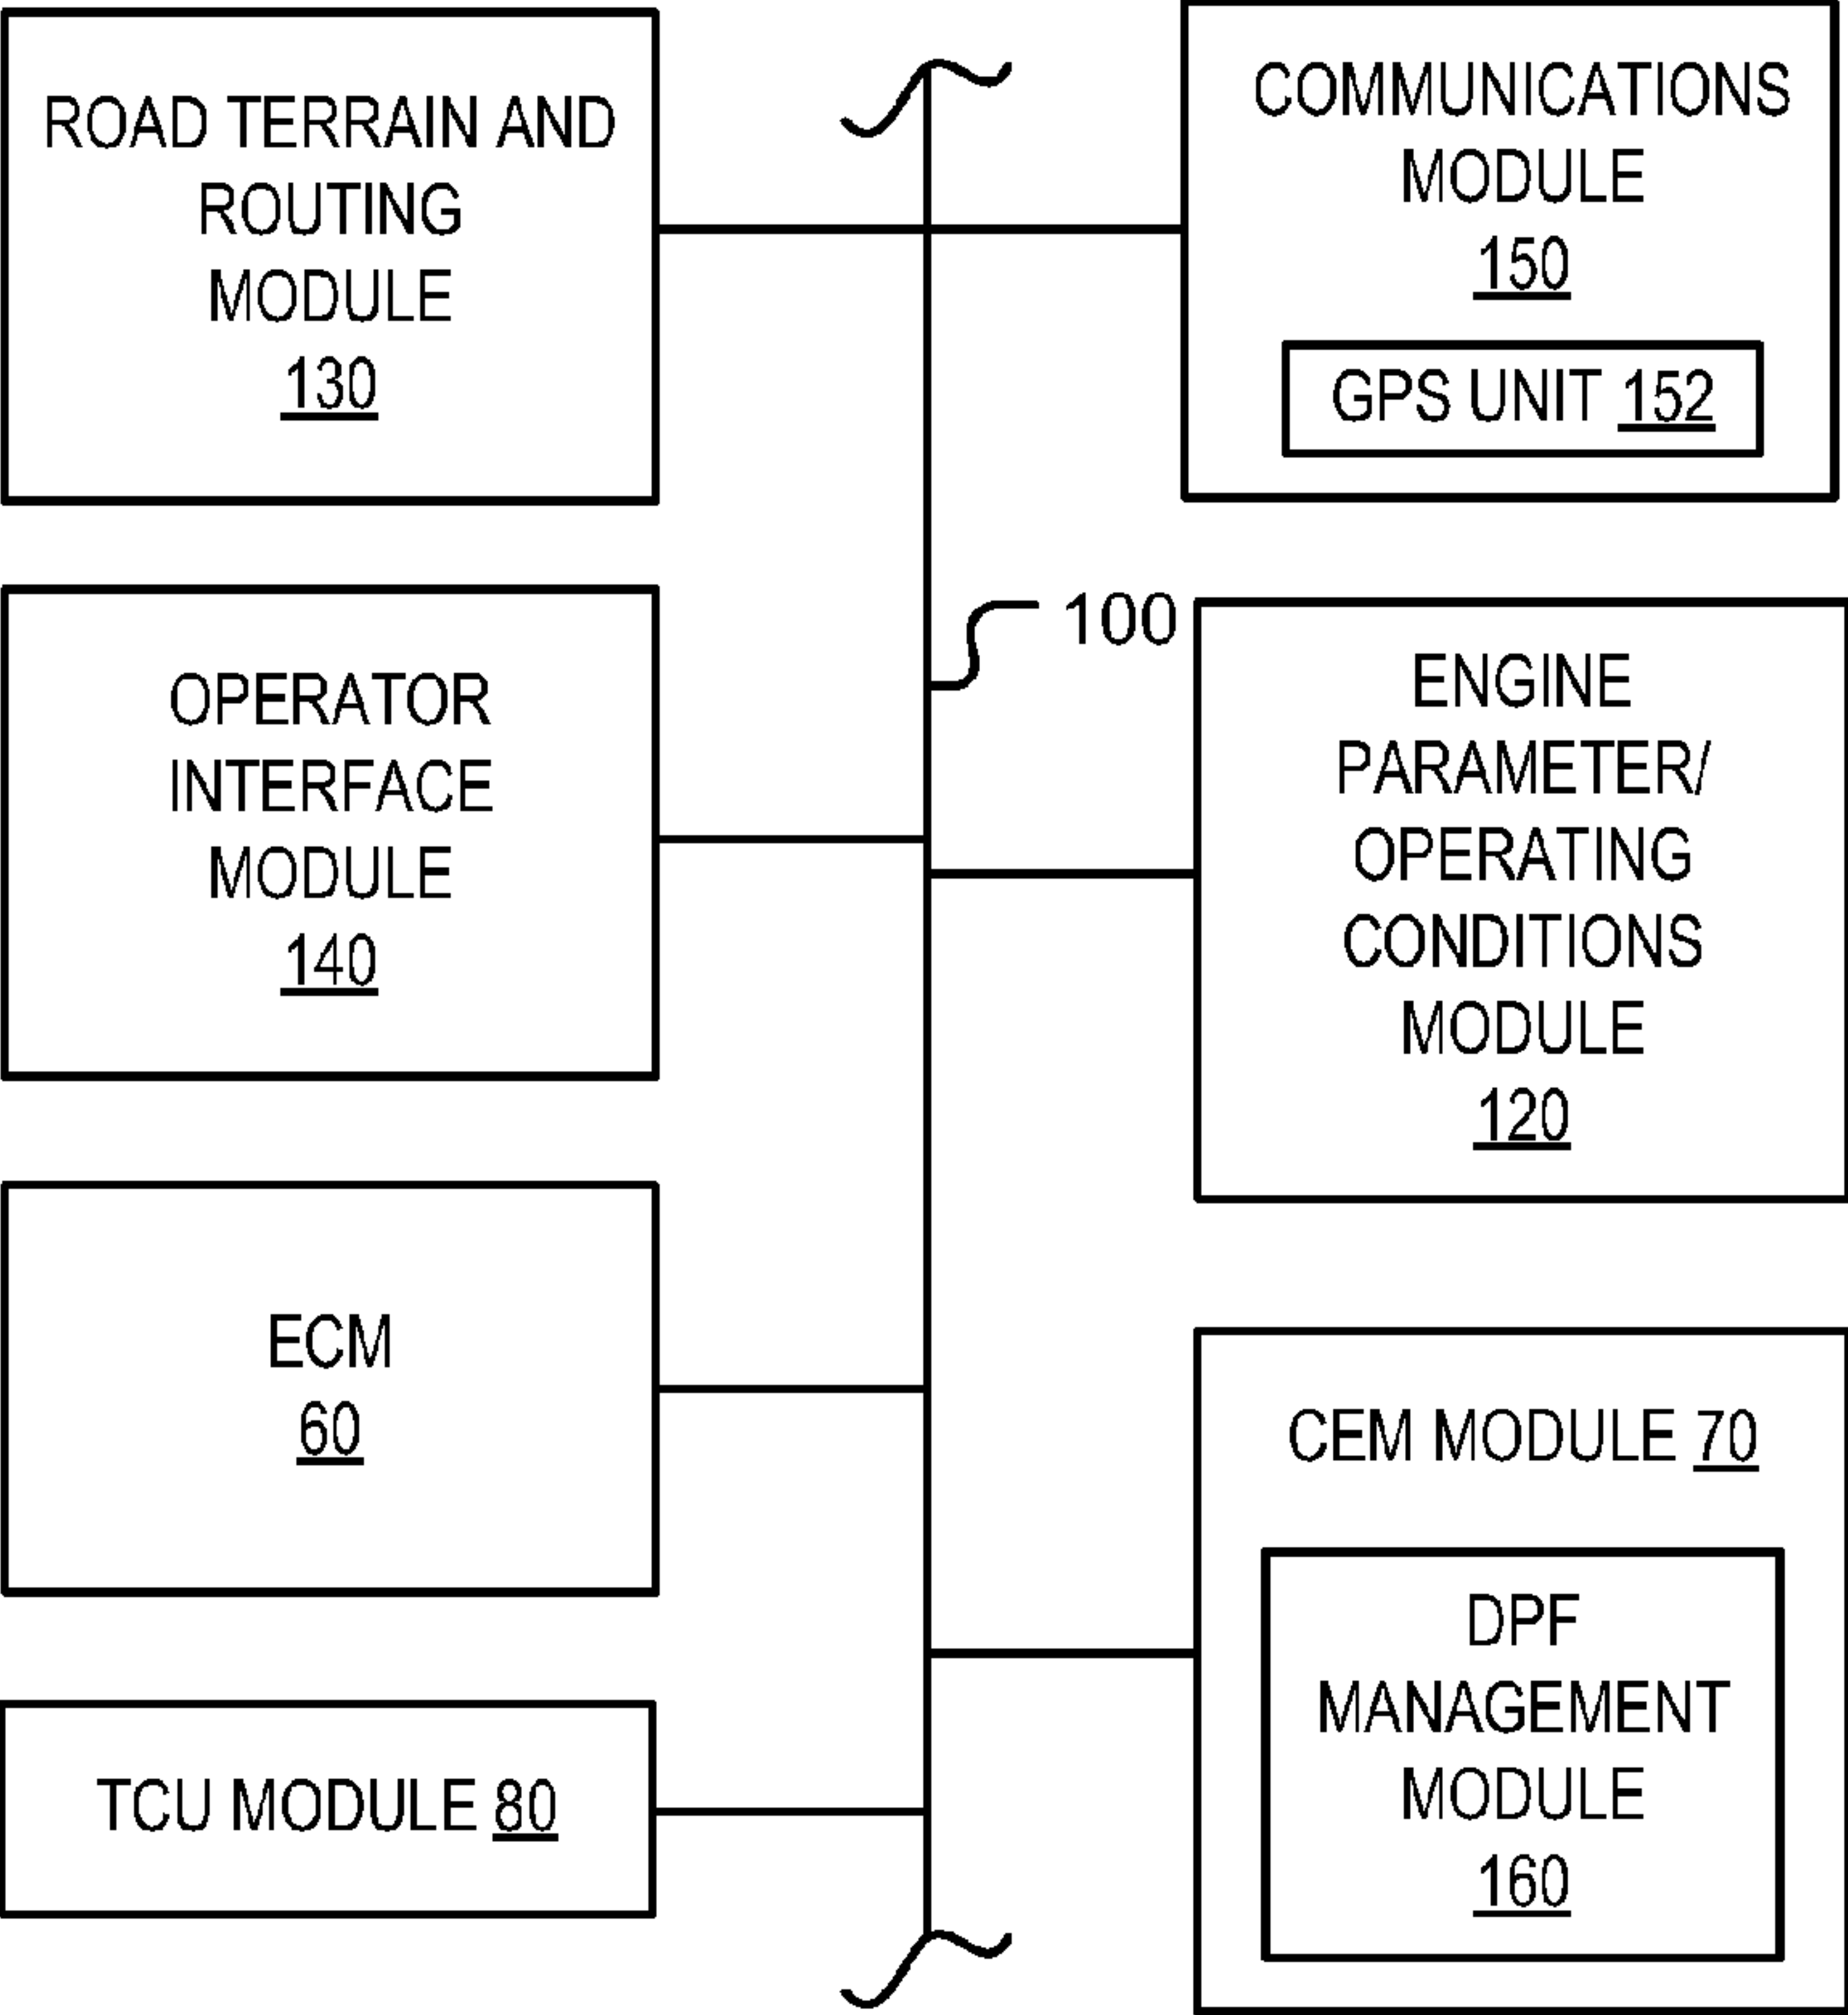 ROAD TERRAIN AND
ROUTING
MODULE
130
COMMUNICATIONS
MODULE
150
GPS UNIT 152
100
OPERATOR
INTERFACE
MODULE
140
ENGINE
PARAMETER/
OPERATING
CONDITIONS
MODULE
120
ECM
60
CEM MODULE 70
DPF
MANAGEMENT
MODULE
160
TCU MODULE 80